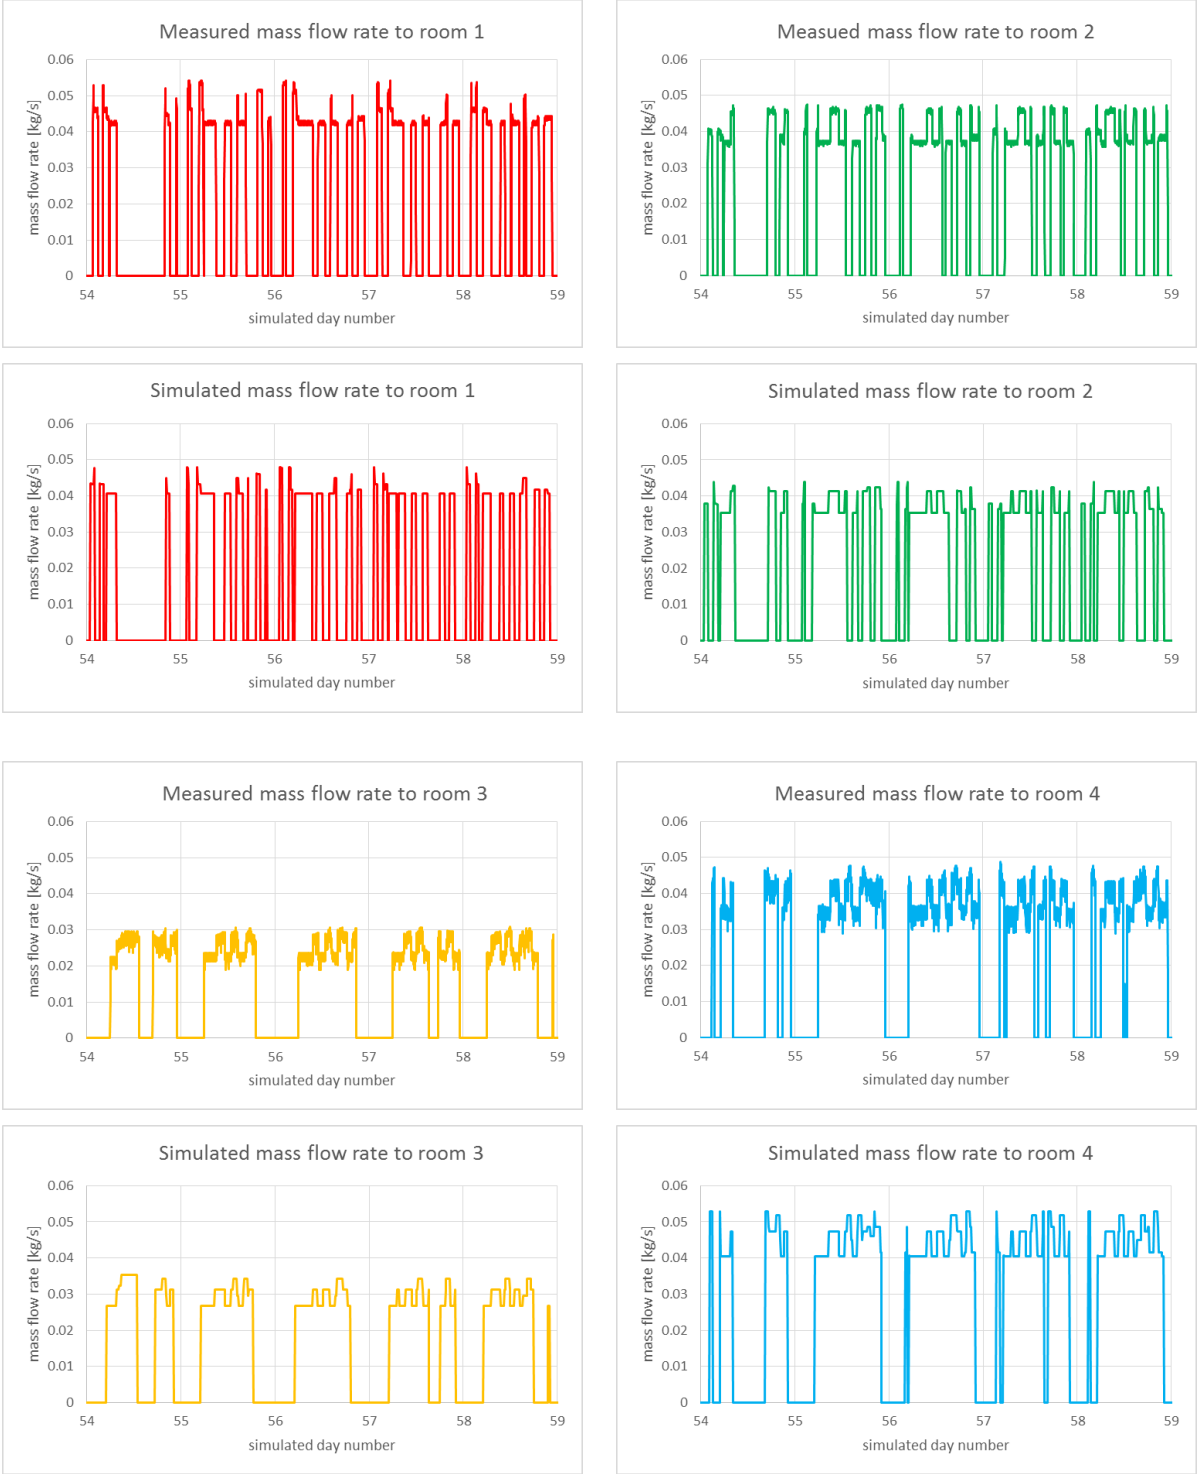 Measured mass flow rate to room 1
mass flow rate [kg/s]
0.06
0.05
0.04
0.03
0.02
0.01
0
54 55 56 57 58 59
simulated day number
Measued mass flow rate to room 2
mass flow rate [kg/s]
0.06
0.05
0.04
0.03
0.02
0.01
0
54 55 56 57 58 59
simulated day number
Simulated mass flow rate to room 1
mass flow rate [kg/s]
0.06
0.05
0.04
0.03
0.02
0.01
0
54 55 56 57 58 59
simulated day number
Simulated mass flow rate to room 2
mass flow rate [kg/s]
0.06
0.05
0.04
0.03
0.02
0.01
0
54 55 56 57 58 59
simulated day number
Measured mass flow rate to room 3
mass flow rate [kg/s]
0.06
0.05
0.04
0.03
0.02
0.01
0
54 55 56 57 58 59
simulated day number
Measured mass flow rate to room 4
mass flow rate [kg/s]
0.06
0.05
0.04
0.03
0.02
0.01
0
54 55 56 57 58 59
simulated day number
Simulated mass flow rate to room 3
mass flow rate [kg/s]
0.06
0.05
0.04
0.03
0.02
0.01
0
54 55 56 57 58 59
simulated day number
Simulated mass flow rate to room 4
mass flow rate [kg/s]
0.06
0.05
0.04
0.03
0.02
0.01
0
54 55 56 57 58 59
simulated day number